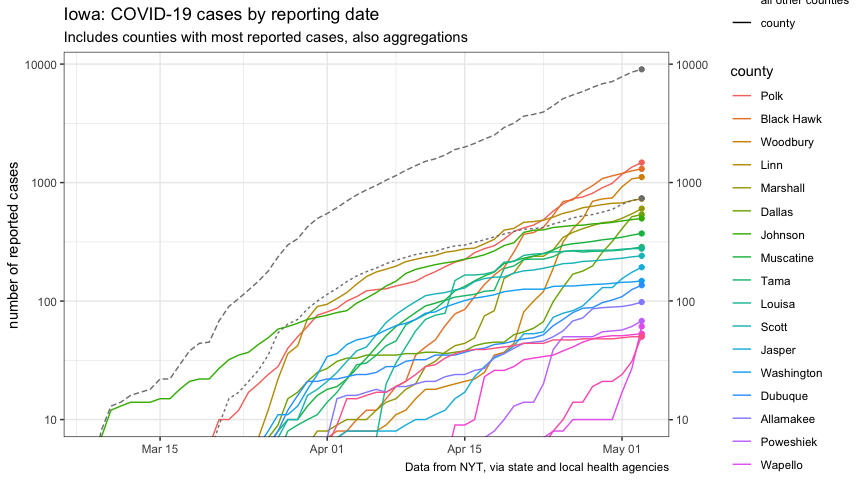 Iowa: COVID-19 cases by reporting date
Includes counties with most reported cases, also aggregations
number of reported cases
10000
1000
100
10
10000
1000
100
10
Mar 15
Apr 01
Apr 15
May 01
Data from NYT, via state and local health agencies
all other counties
county
county
Polk
Black Hawk
Woodbury
Linn
Marshall
Dallas
Johnson
Muscatine
Tama
Louisa
Scott
Jasper
Washington
Dubuque
Allamakee
Poweshiek
Wapello